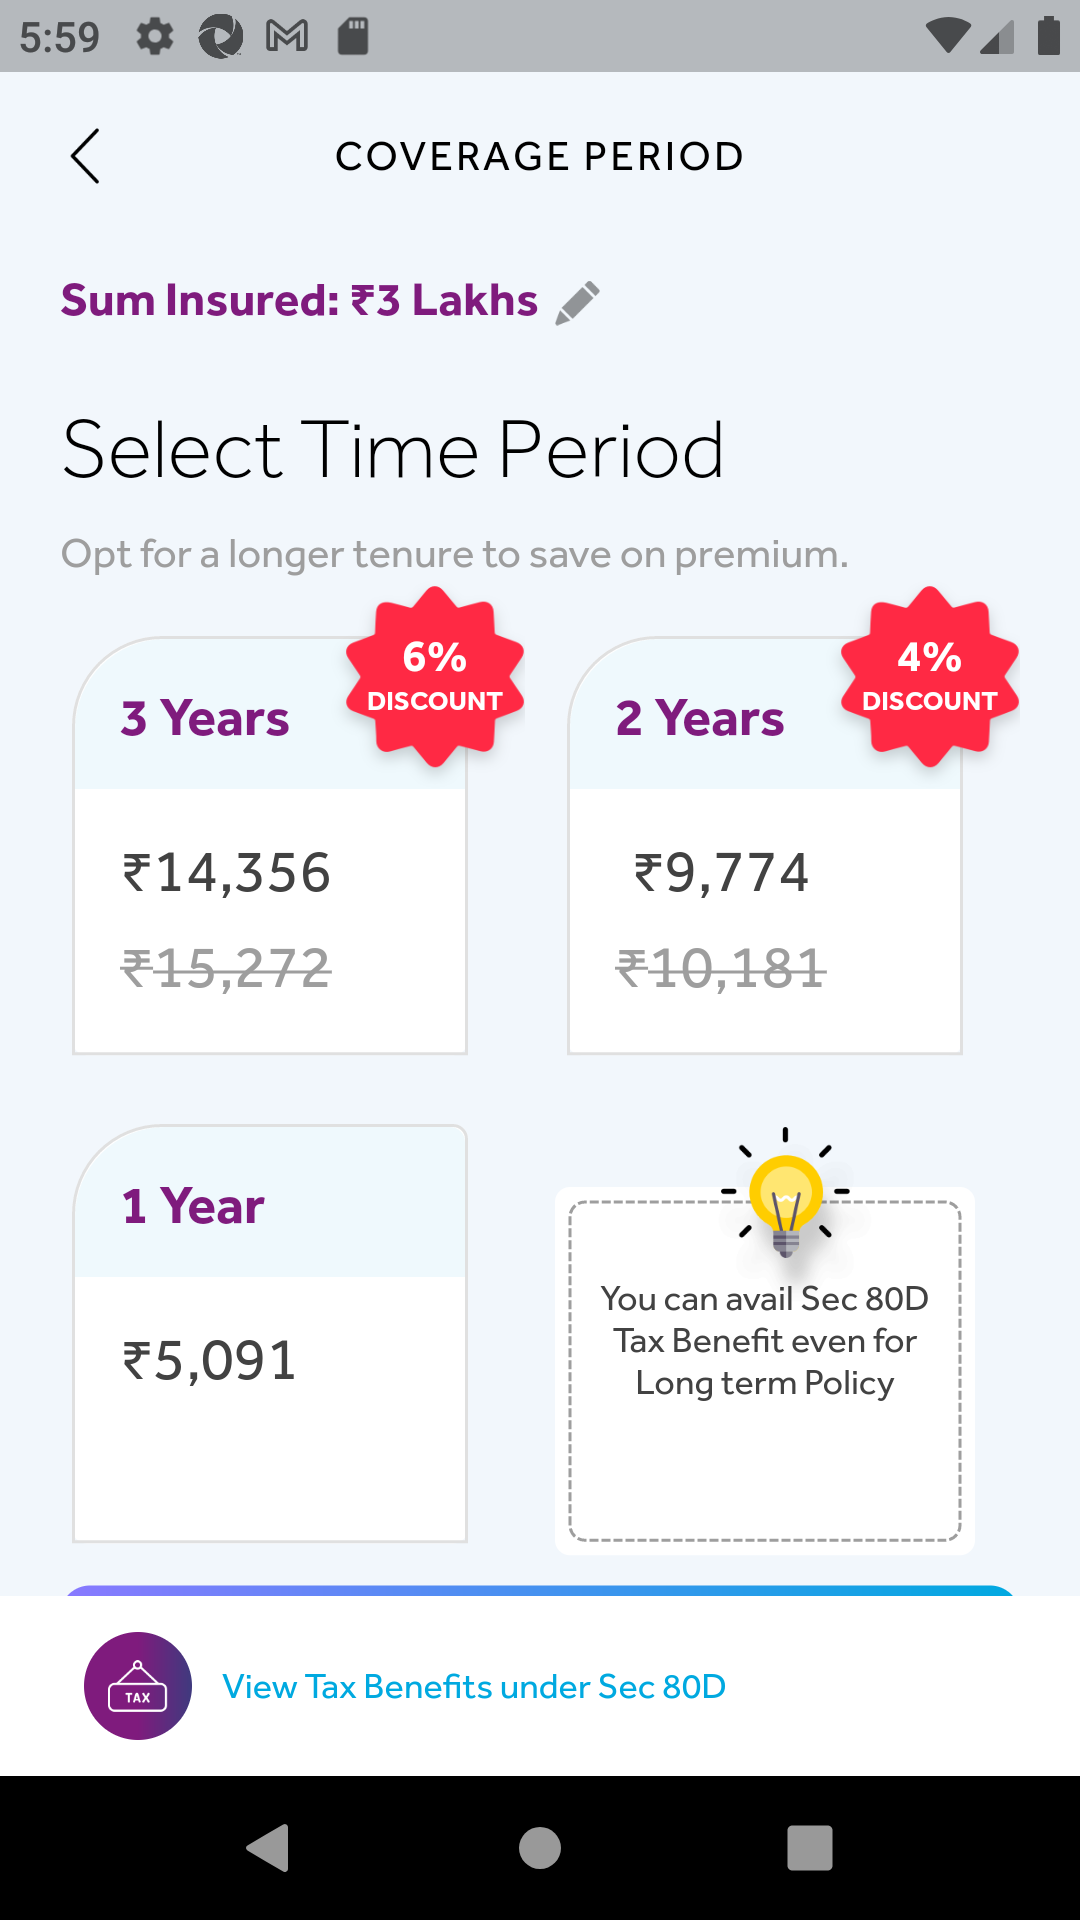 5:59
COVERAGE PERIOD
Sum Insured: ₹3 Lakhs
Select Time Period
Opt for a longer tenure to save on premium.
6%
DISCOUNT
3 Years
₹14,356
₹15,272
4%
DISCOUNT
2 Years
₹9,774
₹10,181
1 Year
₹5,091
You can avail Sec 80D
Tax Benefit even for
Long term Policy
TAX
View Tax Benefits under Sec 80D